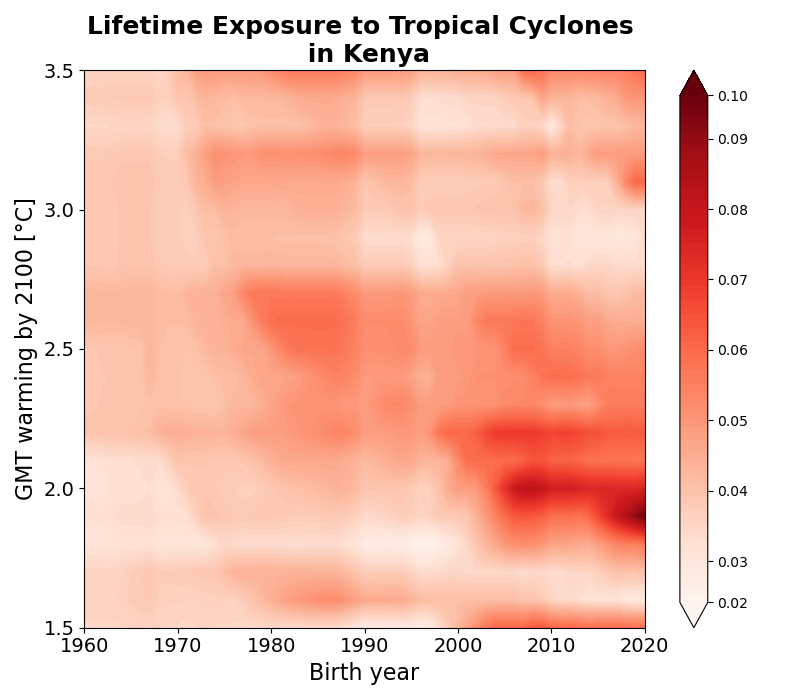 Lifetime Exposure to Tropical Cyclones
in Kenya
GMT warming by 2100 [°C]
3.5
3.0
2.5
2.0
1.5
1960 1970 1980 1990 2000 2010 2020
Birth year
0.10
0.09
0.08
0.07
0.06
0.05
0.04
0.03
0.02